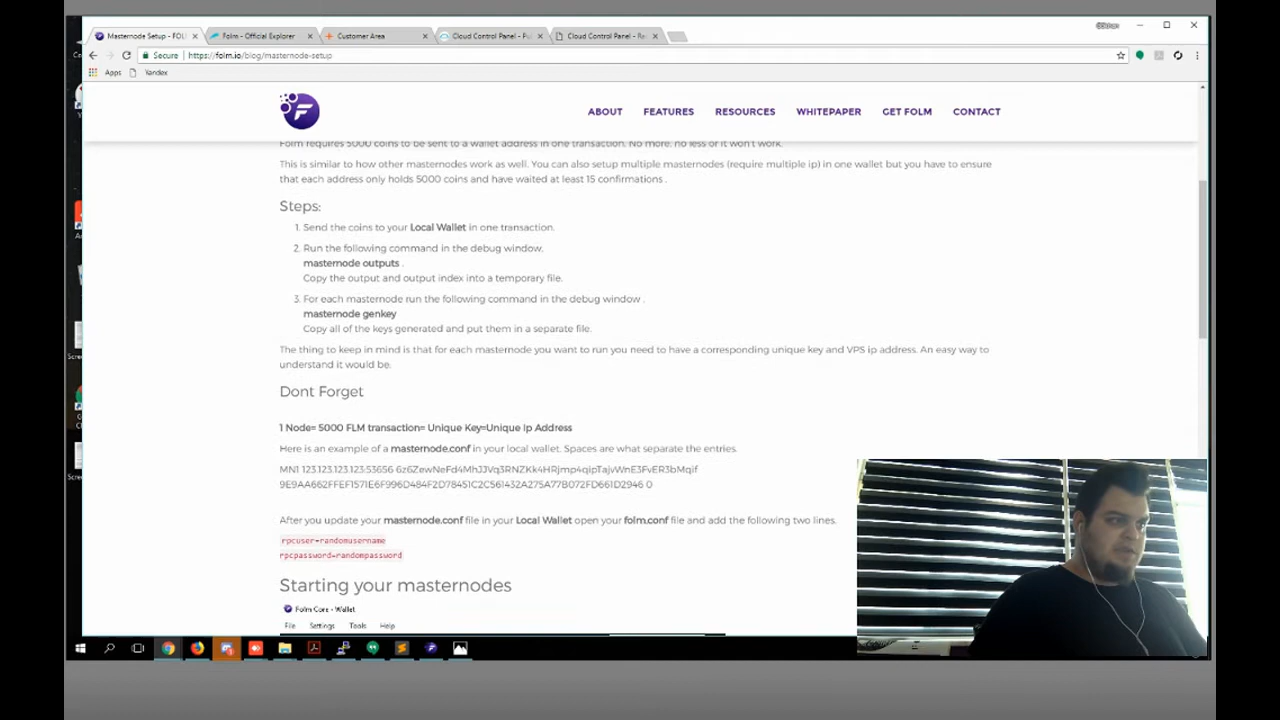 Masternode Setup - FOL
Folm - Official Explorer
Customer Area
Cloud Control Panel - Pu
Cloud Control Panel - Re
Secure
https://folm.io/blog/masternode-setup
Apps
Yandex
F
ABOUT
FEATURES
RESOURCES
WHITEPAPER
GET FOLM
CONTACT
Folm requires 5000 coins to be sent to a wallet address in one transaction. No more, no less or it won't work.
This is similar to how other masternodes work as well. You can also setup multiple masternodes (require multiple ip) in one wallet but you have to ensure
that each address only holds 5000 coins and have waited at least 15 confirmations .
Steps:
1. Send the coins to your Local Wallet in one transaction.
2. Run the following command in the debug window.
masternode outputs .
Copy the output and output index into a temporary file.
3. For each masternode run the following command in the debug window .
masternode genkey
Copy all of the keys generated and put them in a separate file.
The thing to keep in mind is that for each masternode you want to run you need to have a corresponding unique key and VPS ip address. An easy way to
understand it would be.
Dont Forget
1 Node= 5000 FLM transaction= Unique Key=Unique Ip Address
Here is an example of a masternode.conf in your local wallet. Spaces are what separate the entries.
MN1 123.123.123.123:53656 6z6ZewNeFd4MhJJVq3RNZKk4HRjmp4qipTajvWnE3FvER3bMqif
9E9AA662FFEF1571E6F996D484F2D78451C2C561432A275A77B072FD661D2946 0
After you update your masternode.conf file in your Local Wallet open your folm.conf file and add the following two lines.
rpcuser=randomusername
rpcpassword=randompassword
Starting your masternodes
Folm Core - Wallet
File
Settings
Tools
Help